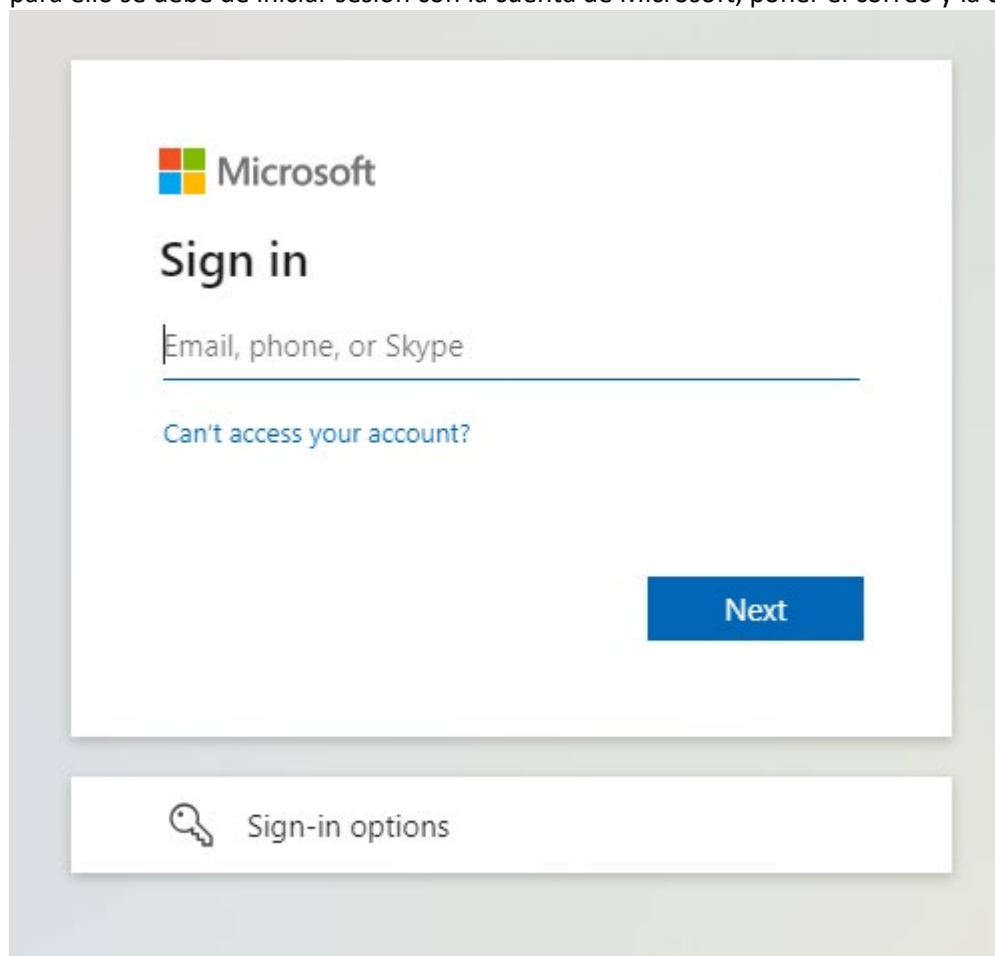 para ello se debe de iniciar sesión con la cuenta de Microsoft, poner el correo y la
Microsoft
Sign in
Email, phone, or Skype
Can't access your account?
Next
Sign-in options